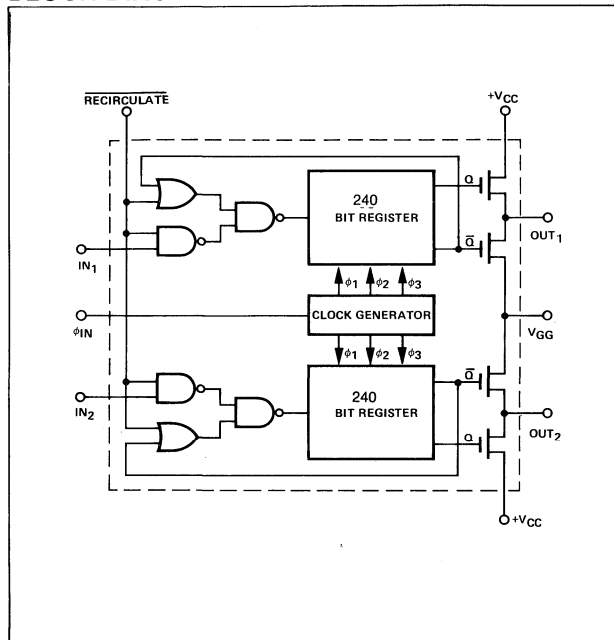 RECIRCULATE
+VCC
240
BIT REGISTER
Q
Q̅
OUT1
IN1
ϕ1 ϕ2 ϕ3
ϕIN
CLOCK GENERATOR
VGG
ϕ1 ϕ2 ϕ3
IN2
240
BIT REGISTER
Q̅
Q
OUT2
+VCC